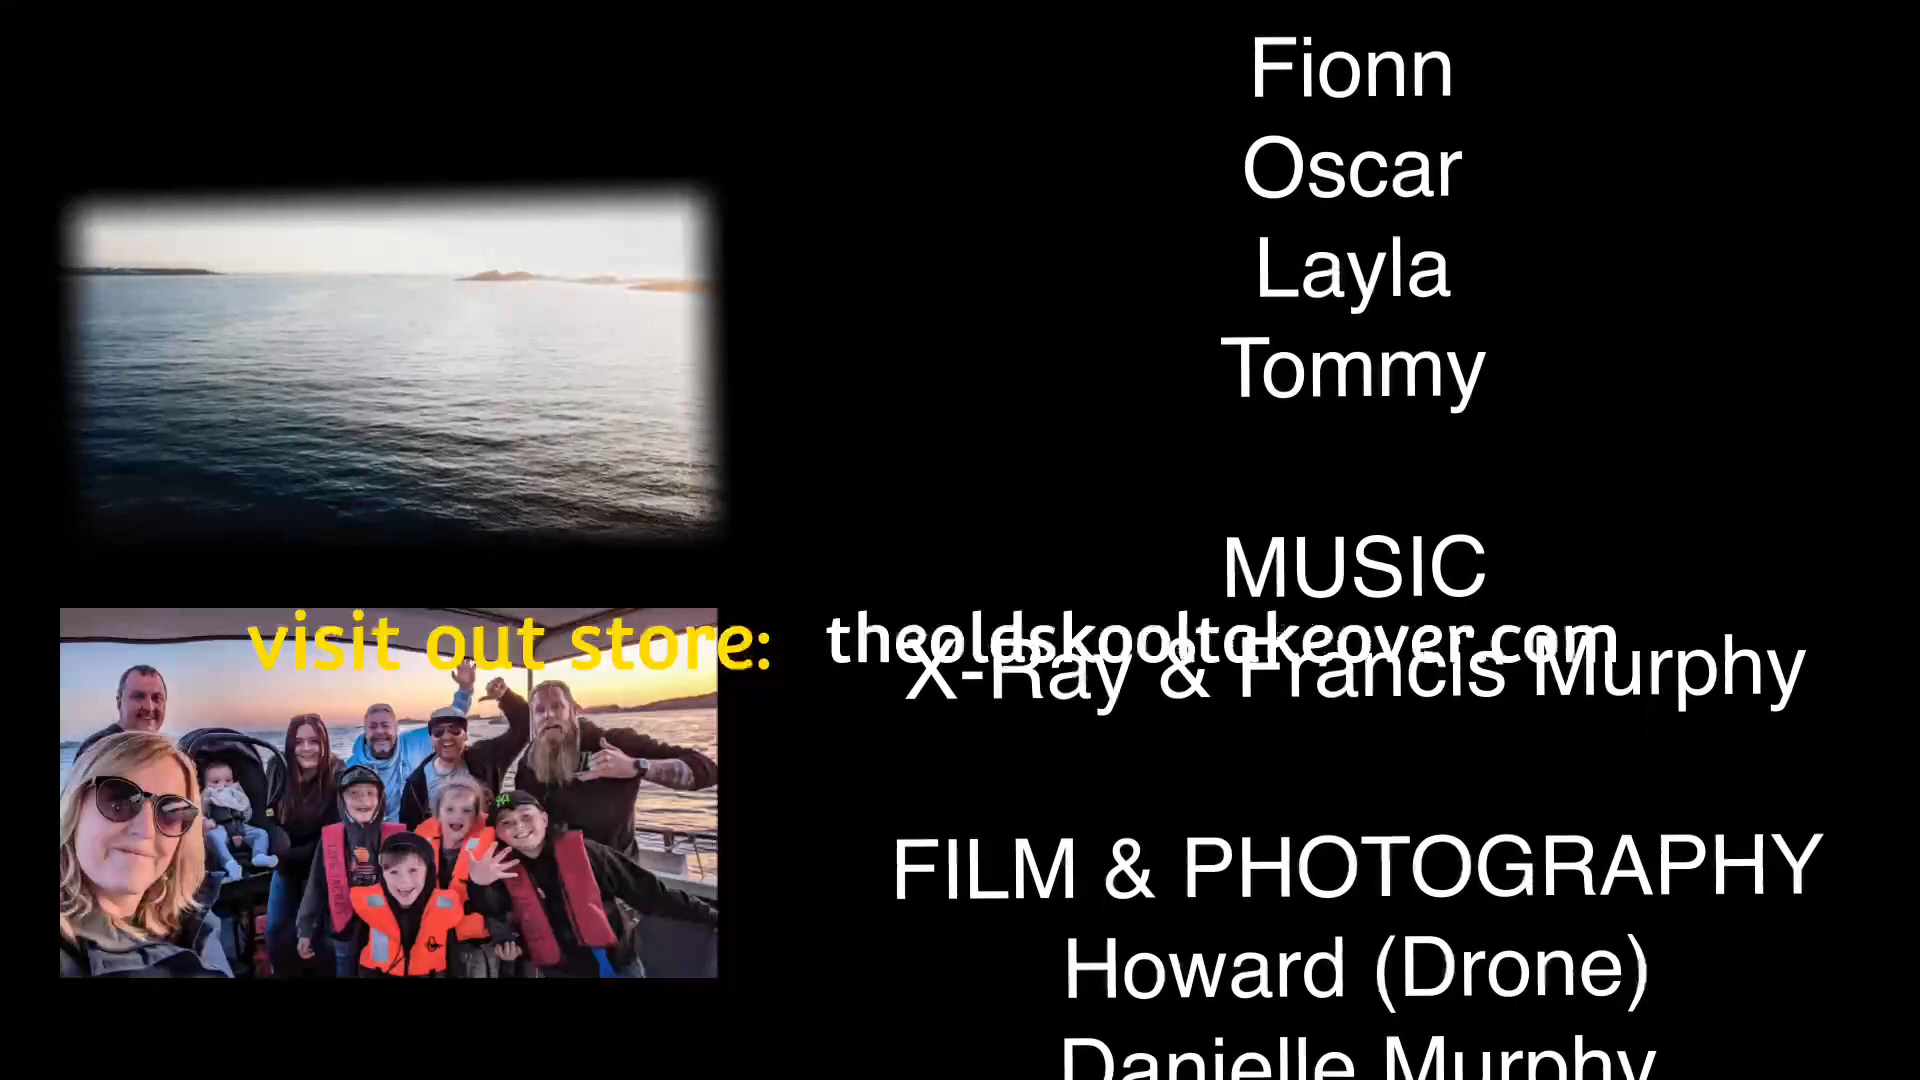 Fionn
Oscar
Layla
Tommy
MUSIC
visit out store: theoldskooltakeover.com
X-Ray & Francis Murphy
FILM & PHOTOGRAPHY
Howard (Drone)
Danielle Murphy